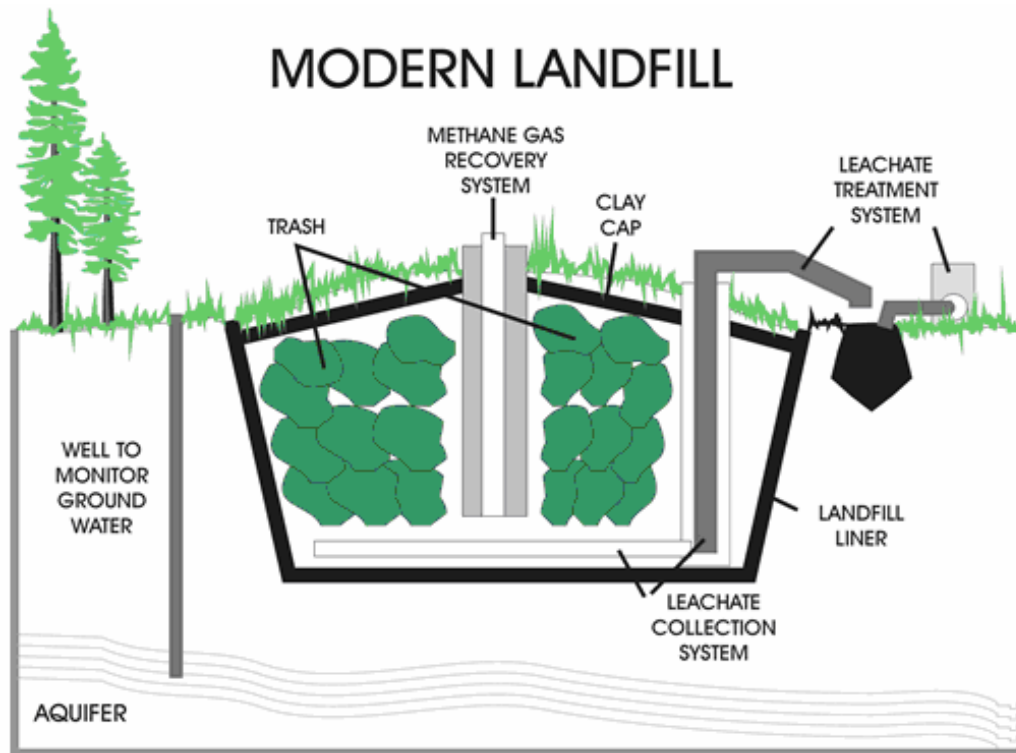 MODERN LANDFILL
METHANE GAS
RECOVERY
SYSTEM
LEACHATE
TREATMENT
SYSTEM
CLAY
CAP
TRASH
WELL TO
MONITOR
GROUND
WATER
LANDFILL
LINER
LEACHATE
COLLECTION
SYSTEM
AQUIFER